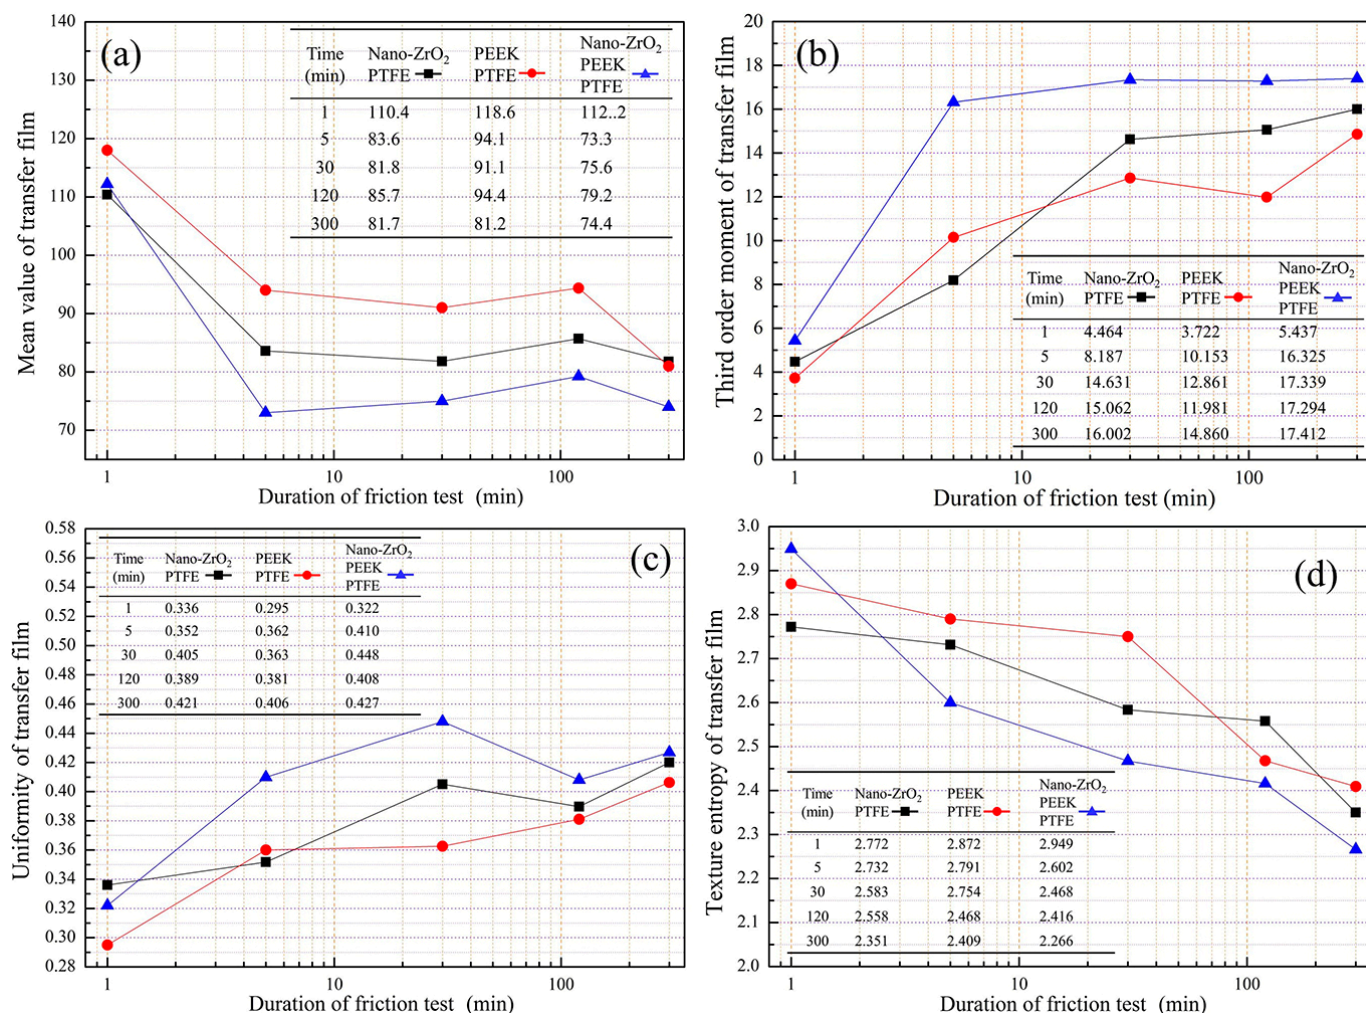 (a)
Time Nano-ZrO₂ PEEK Nano-ZrO₂
(min) PTFE PTFE PEEK
PTFE
1 110.4 118.6 112..2
5 83.6 94.1 73.3
30 81.8 91.1 75.6
120 85.7 94.4 79.2
300 81.7 81.2 74.4
140
130
120
110
100
90
80
70
Mean value of transfer film
1 10 100
Duration of friction test (min)
(b)
20
18
16
14
12
10
8
6
4
2
0
Third order moment of transfer film
Time Nano-ZrO₂ PEEK Nano-ZrO₂
(min) PTFE PTFE PEEK
PTFE
1 4.464 3.722 5.437
5 8.187 10.153 16.325
30 14.631 12.861 17.339
120 15.062 11.981 17.294
300 16.002 14.860 17.412
1 10 100
Duration of friction test (min)
(c)
0.58
0.56
0.54
0.52
0.50
0.48
0.46
0.44
0.42
0.40
0.38
0.36
0.34
0.32
0.30
0.28
Uniformity of transfer film
Time Nano-ZrO₂ PEEK Nano-ZrO₂
(min) PTFE PTFE PEEK
PTFE
1 0.336 0.295 0.322
5 0.352 0.362 0.410
30 0.405 0.363 0.448
120 0.389 0.381 0.408
300 0.421 0.406 0.427
1 10 100
Duration of friction test (min)
(d)
3.0
2.9
2.8
2.7
2.6
2.5
2.4
2.3
2.2
2.1
2.0
Texture entropy of transfer film
Time Nano-ZrO₂ PEEK Nano-ZrO₂
(min) PTFE PTFE PEEK
PTFE
1 2.772 2.872 2.949
5 2.732 2.791 2.602
30 2.583 2.754 2.468
120 2.558 2.468 2.416
300 2.351 2.409 2.266
1 10 100
Duration of friction test (min)